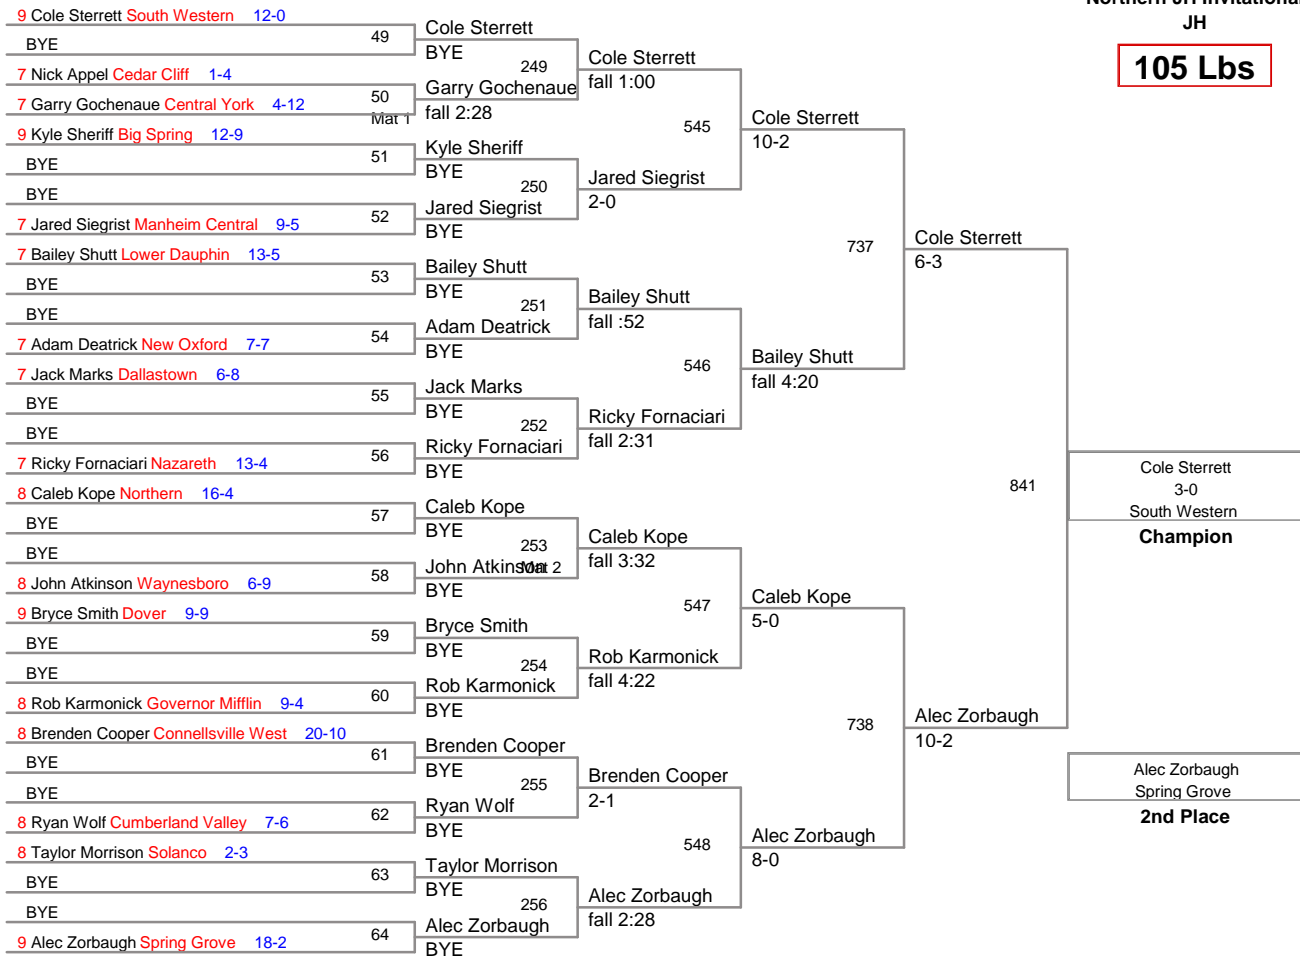 Northern JH Invitational
JH
105 Lbs
9 Cole Sterrett South Western 12-0
BYE
7 Nick Appel Cedar Cliff 1-4
7 Garry Gochenaue Central York 4-12
9 Kyle Sheriff Big Spring 12-9
BYE
BYE
7 Jared Siegrist Manheim Central 9-5
7 Bailey Shutt Lower Dauphin 13-5
BYE
BYE
7 Adam Deatrick New Oxford 7-7
7 Jack Marks Dallastown 6-8
BYE
BYE
7 Ricky Fornaciari Nazareth 13-4
8 Caleb Kope Northern 16-4
BYE
BYE
8 John Atkinson Waynesboro 6-9
9 Bryce Smith Dover 9-9
BYE
BYE
8 Rob Karmonick Governor Mifflin 9-4
8 Brenden Cooper Connellsville West 20-10
BYE
BYE
8 Ryan Wolf Cumberland Valley 7-6
8 Taylor Morrison Solanco 2-3
BYE
BYE
9 Alec Zorbaugh Spring Grove 18-2
49
50
Mat 1
51
52
53
54
55
56
57
58
59
60
61
62
63
64
Cole Sterrett
BYE
Garry Gochenaue
fall 2:28
Kyle Sheriff
BYE
Jared Siegrist
BYE
Bailey Shutt
BYE
Adam Deatrick
BYE
Jack Marks
BYE
Ricky Fornaciari
BYE
Caleb Kope
BYE
John Atkinson
BYE
Bryce Smith
BYE
Rob Karmonick
BYE
Brenden Cooper
BYE
Ryan Wolf
BYE
Taylor Morrison
BYE
Alec Zorbaugh
BYE
249
250
251
252
253
Mat 2
254
255
256
Cole Sterrett
fall 1:00
Jared Siegrist
2-0
Bailey Shutt
fall :52
Ricky Fornaciari
fall 2:31
Caleb Kope
fall 3:32
Rob Karmonick
fall 4:22
Brenden Cooper
2-1
Alec Zorbaugh
fall 2:28
545
546
547
548
Cole Sterrett
10-2
Bailey Shutt
fall 4:20
Caleb Kope
5-0
Alec Zorbaugh
8-0
737
738
Cole Sterrett
6-3
Alec Zorbaugh
10-2
841
Cole Sterrett
3-0
South Western
Champion
Alec Zorbaugh
Spring Grove
2nd Place